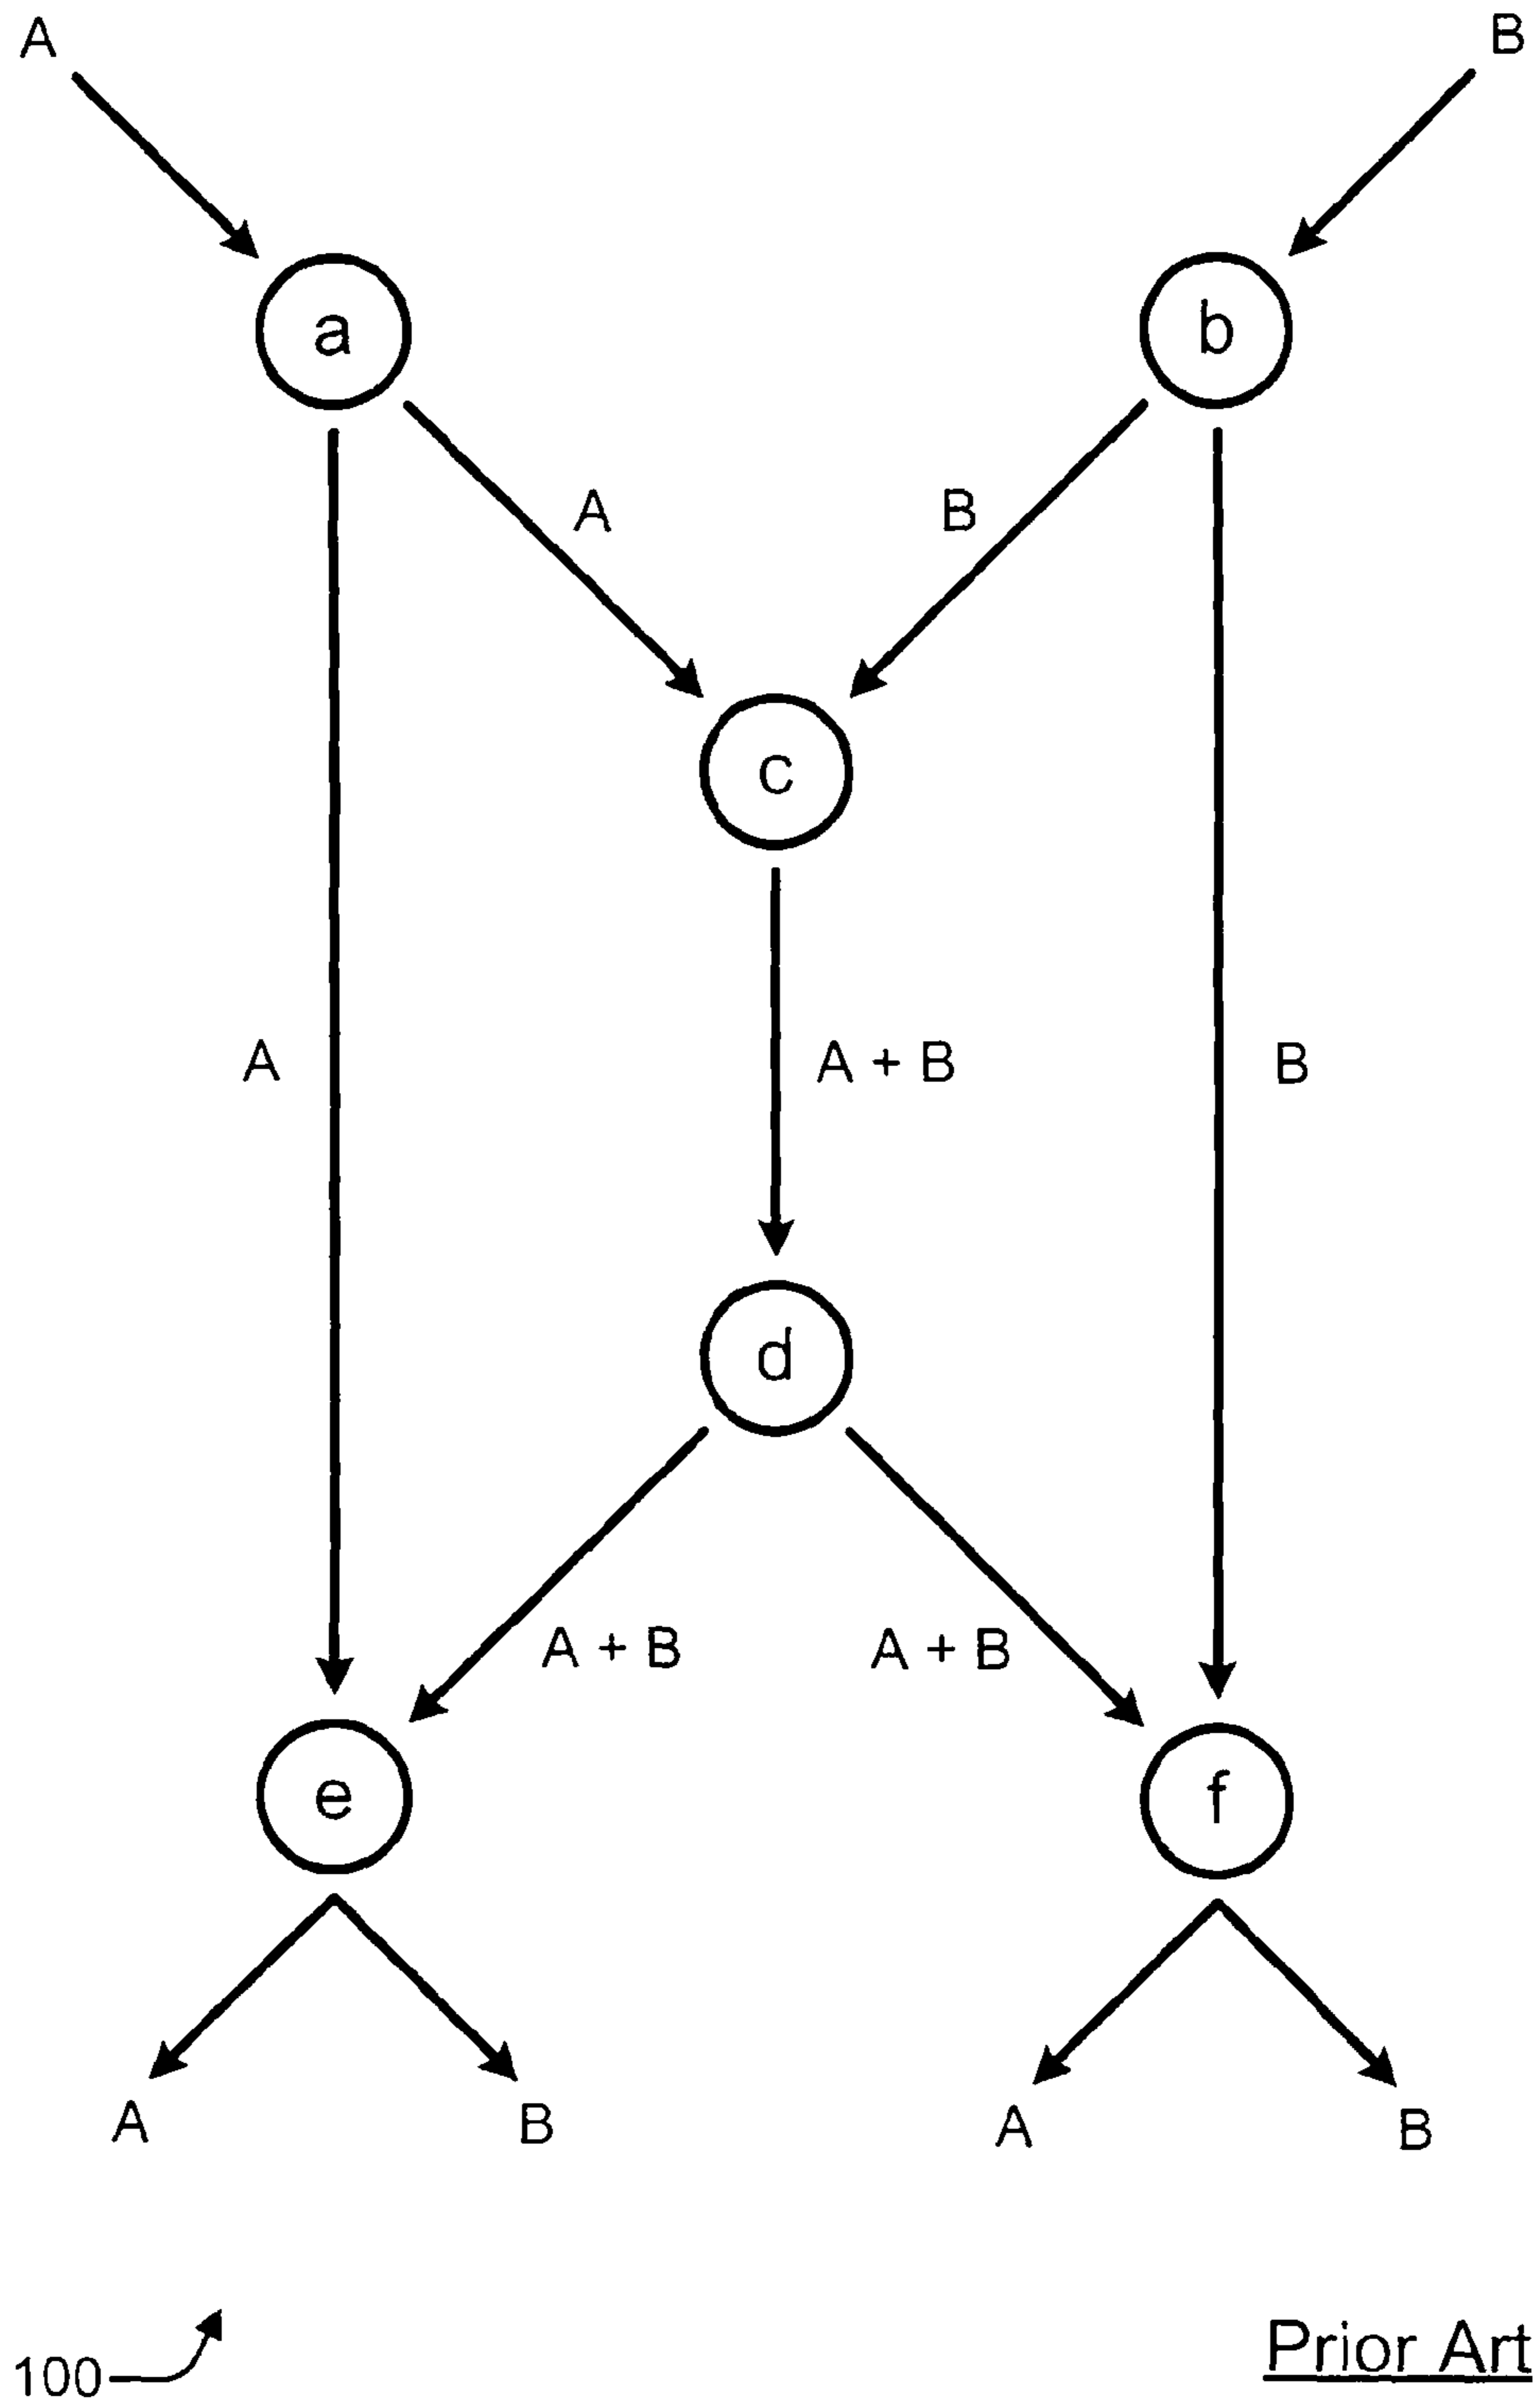 A B
a b
A B
c
A A + B B
d
A + B A + B
e f
A B A B
100 Prior Art